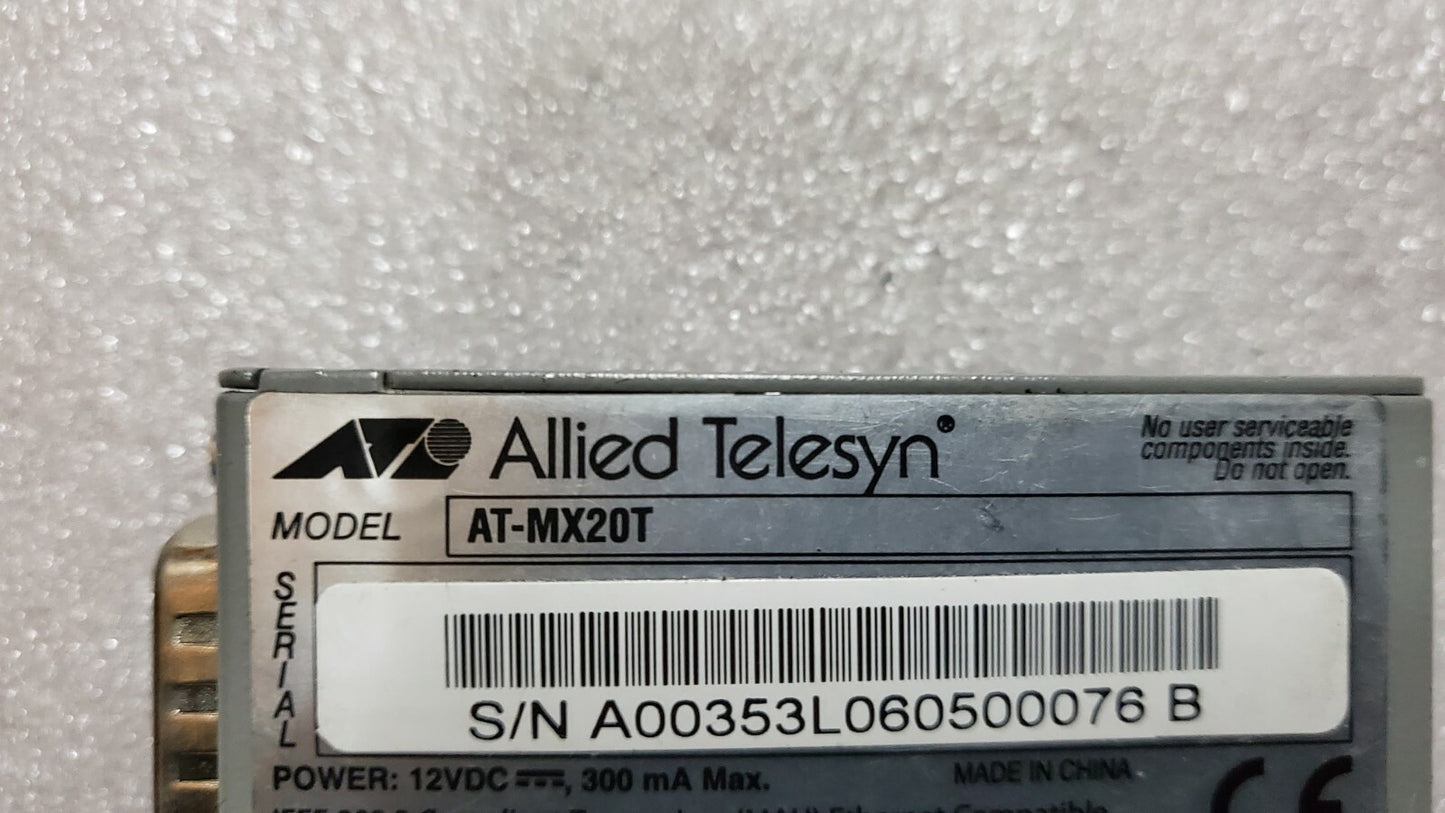 Allied Telesyn®
No user serviceable
components inside.
Do not open.
MODEL
AT-MX20T
SERIAL
S/N A00353L060500076 B
POWER: 12VDC ⎓, 300 mA Max.
MADE IN CHINA
CE